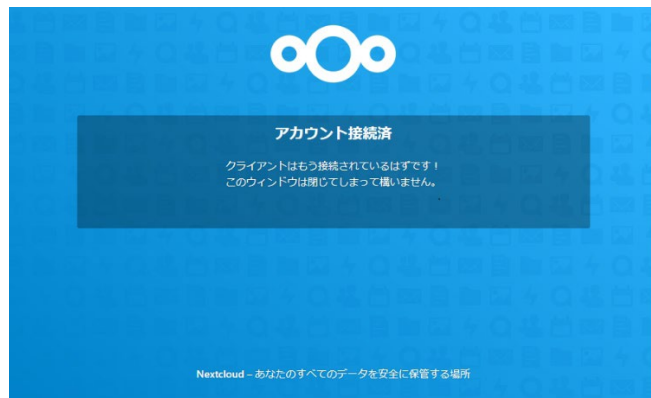 アカウント接続済
クライアントはもう接続されているはずです！
このウィンドウは閉じてしまって構いません。
Nextcloud – あなたのすべてのデータを安全に保管する場所